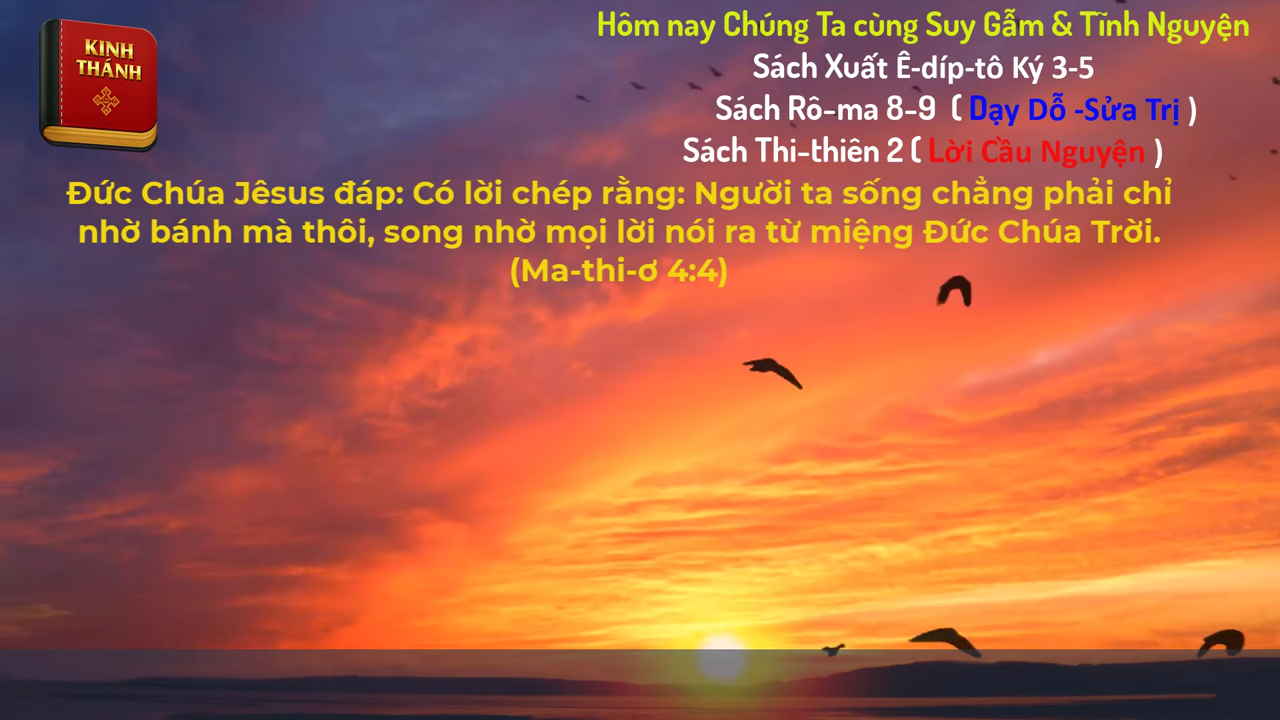 KINH
THÁNH
Hôm nay Chúng Ta cùng Suy Gẫm & Tĩnh Nguyện
Sách Xuất Ê-díp-tô Ký 3-5
Sách Rô-ma 8-9 ( Dạy Dỗ -Sửa Trị )
Sách Thi-thiên 2 ( Lời Cầu Nguyện )
Đức Chúa Jêsus đáp: Có lời chép rằng: Người ta sống chẳng phải chỉ
nhờ bánh mà thôi, song nhờ mọi lời nói ra từ miệng Đức Chúa Trời.
(Ma-thi-ơ 4:4)